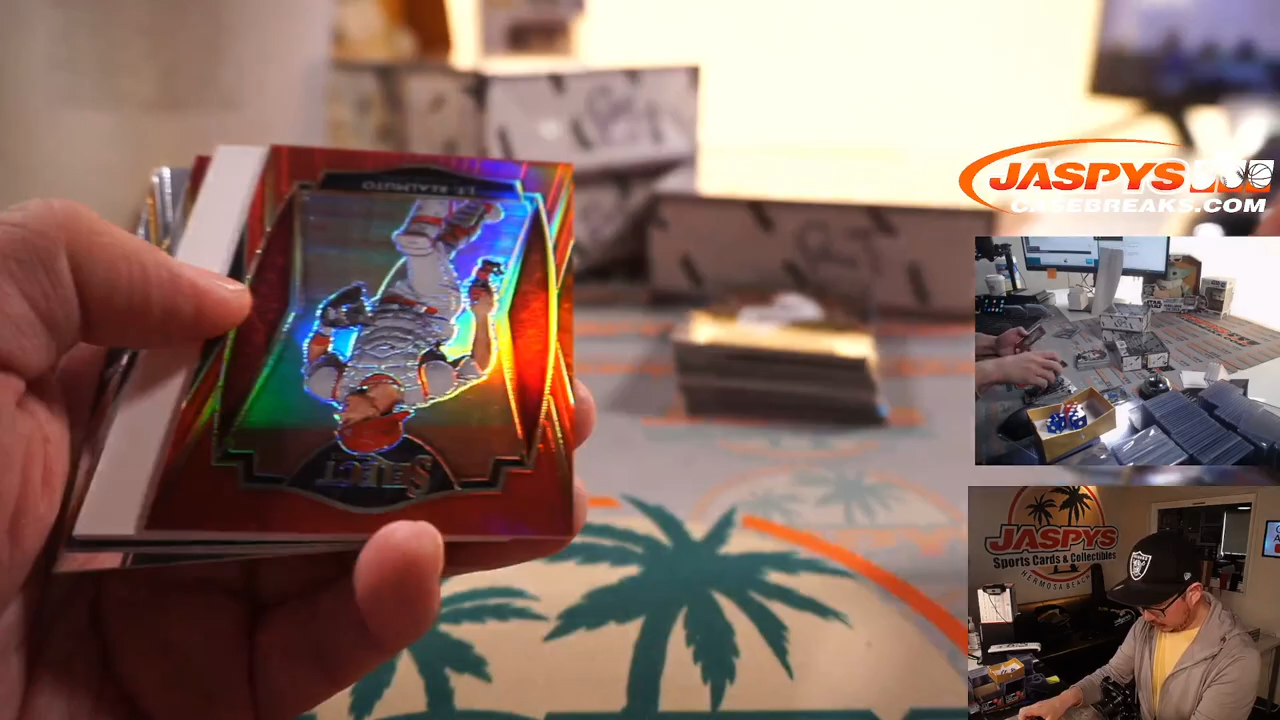 J.T. REALMUTO
SELECT
JASPYS
CASEBREAKS.COM
JASPYS
Sports Cards & Collectibles
HERMOSA BEACH